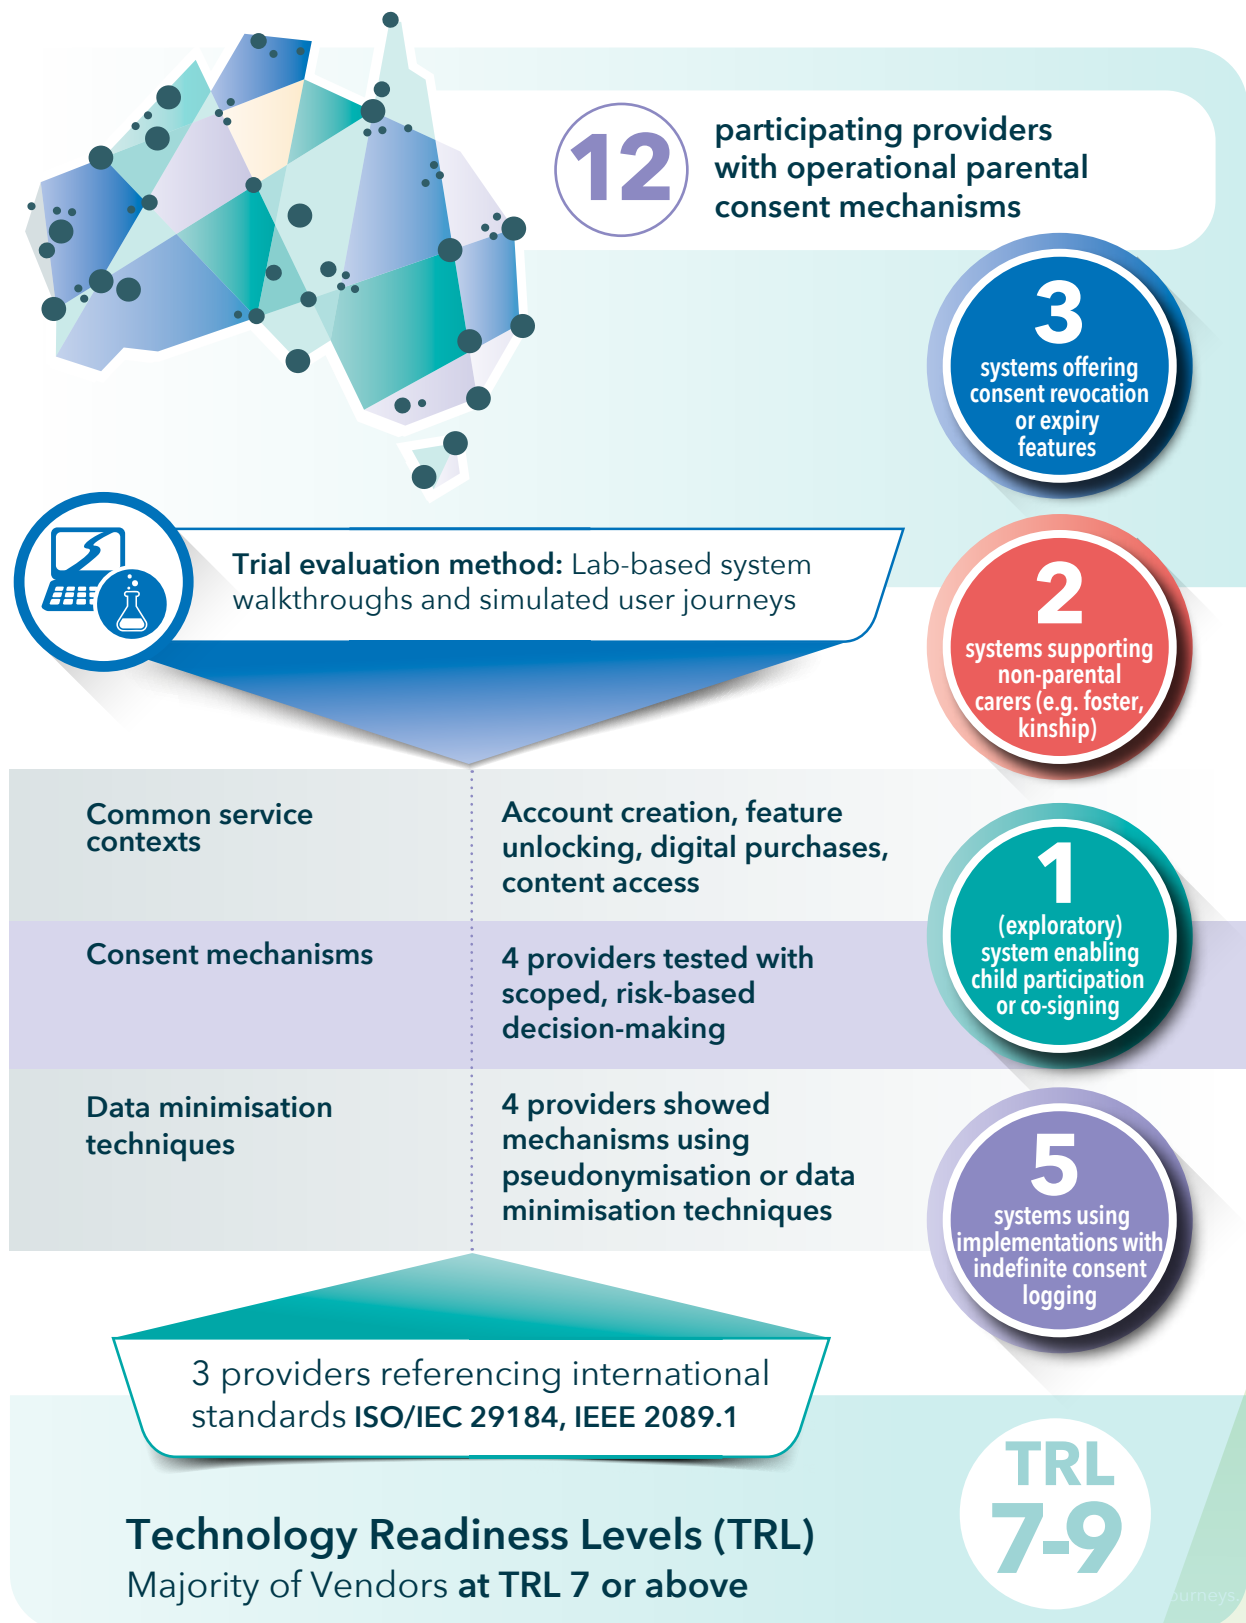 12
participating providers
with operational parental
consent mechanisms
3
systems offering
consent revocation
or expiry
features
Trial evaluation method: Lab-based system
walkthroughs and simulated user journeys
2
systems supporting
non-parental
carers (e.g. foster,
kinship)
Common service
contexts
Account creation, feature
unlocking, digital purchases,
content access
1
(exploratory)
system enabling
child participation
or co-signing
Consent mechanisms
4 providers tested with
scoped, risk-based
decision-making
Data minimisation
techniques
4 providers showed
mechanisms using
pseudonymisation or data
minimisation techniques
5
systems using
implementations with
indefinite consent
logging
3 providers referencing international
standards ISO/IEC 29184, IEEE 2089.1
TRL
7-9
Technology Readiness Levels (TRL)
Majority of Vendors at TRL 7 or above
journeys.